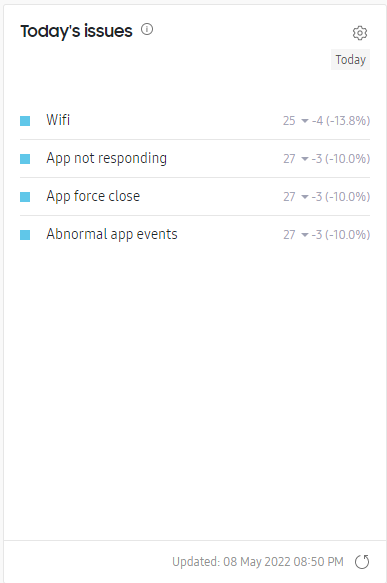 Today's issues
Today
Wifi 25 -4 (-13.8%)
App not responding 27 -3 (-10.0%)
App force close 27 -3 (-10.0%)
Abnormal app events 27 -3 (-10.0%)
Updated: 08 May 2022 08:50 PM